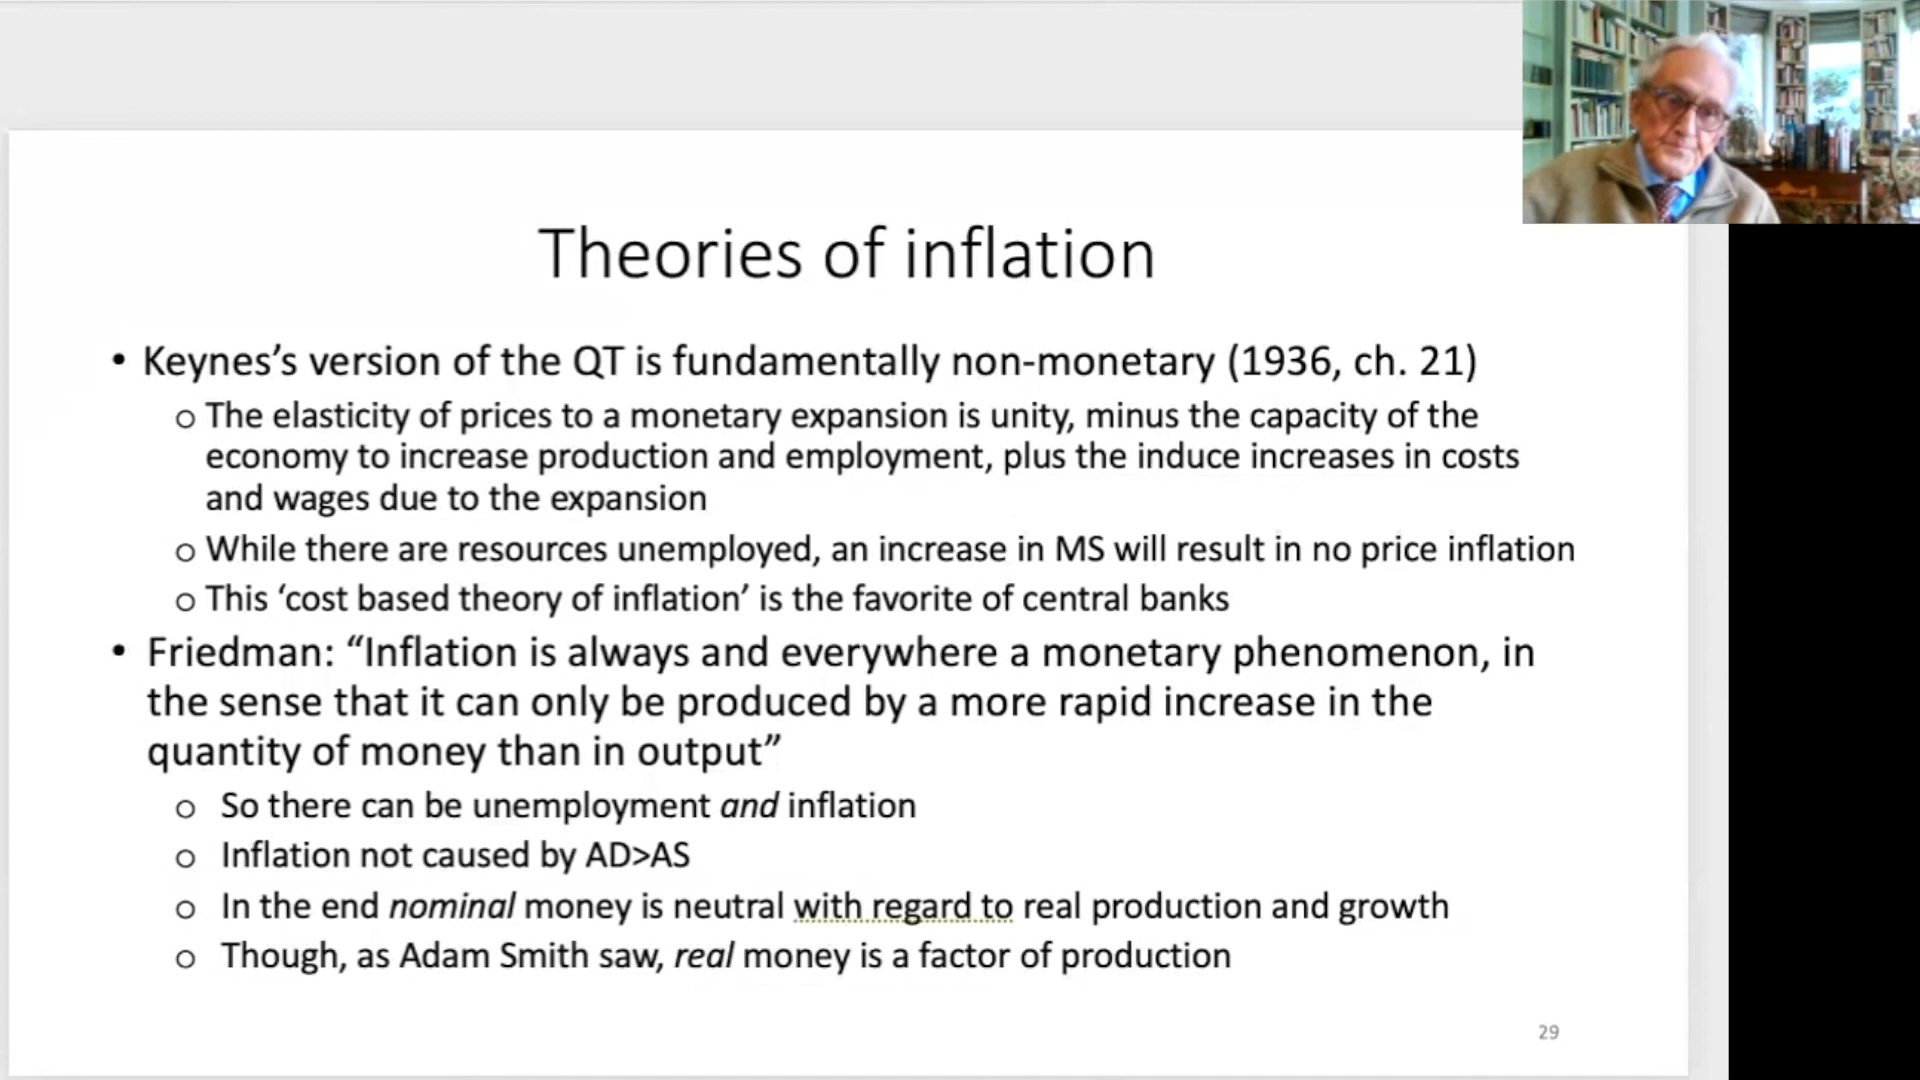 Theories of inflation
• Keynes’s version of the QT is fundamentally non-monetary (1936, ch. 21)
o The elasticity of prices to a monetary expansion is unity, minus the capacity of the
economy to increase production and employment, plus the induce increases in costs
and wages due to the expansion
o While there are resources unemployed, an increase in MS will result in no price inflation
o This ‘cost based theory of inflation’ is the favorite of central banks
• Friedman: “Inflation is always and everywhere a monetary phenomenon, in
the sense that it can only be produced by a more rapid increase in the
quantity of money than in output”
o So there can be unemployment and inflation
o Inflation not caused by AD>AS
o In the end nominal money is neutral with regard to real production and growth
o Though, as Adam Smith saw, real money is a factor of production
29